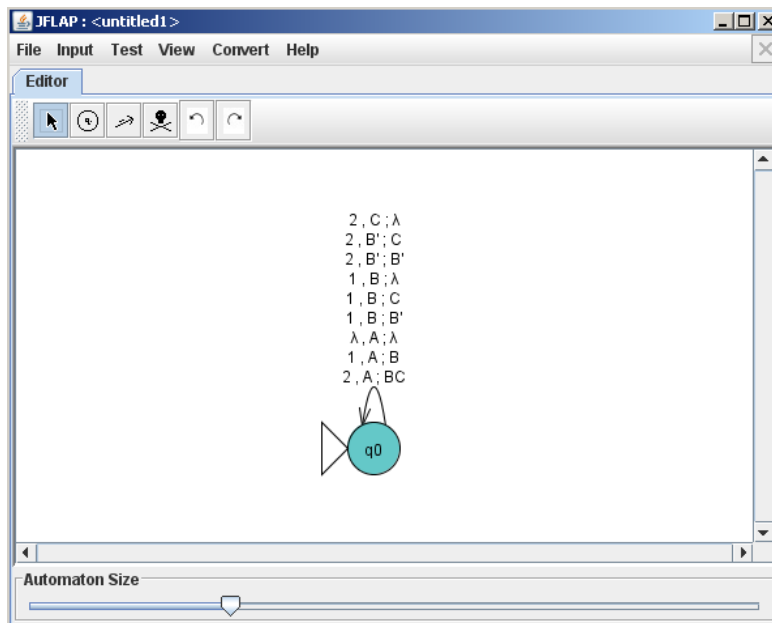 JFLAP : <untitled1>
File Input Test View Convert Help
Editor
2 , C ; λ
2 , B' ; C
2 , B' ; B'
1 , B ; λ
1 , B ; C
1 , B ; B'
λ , A ; λ
1 , A ; B
2 , A ; BC
q0
Automaton Size